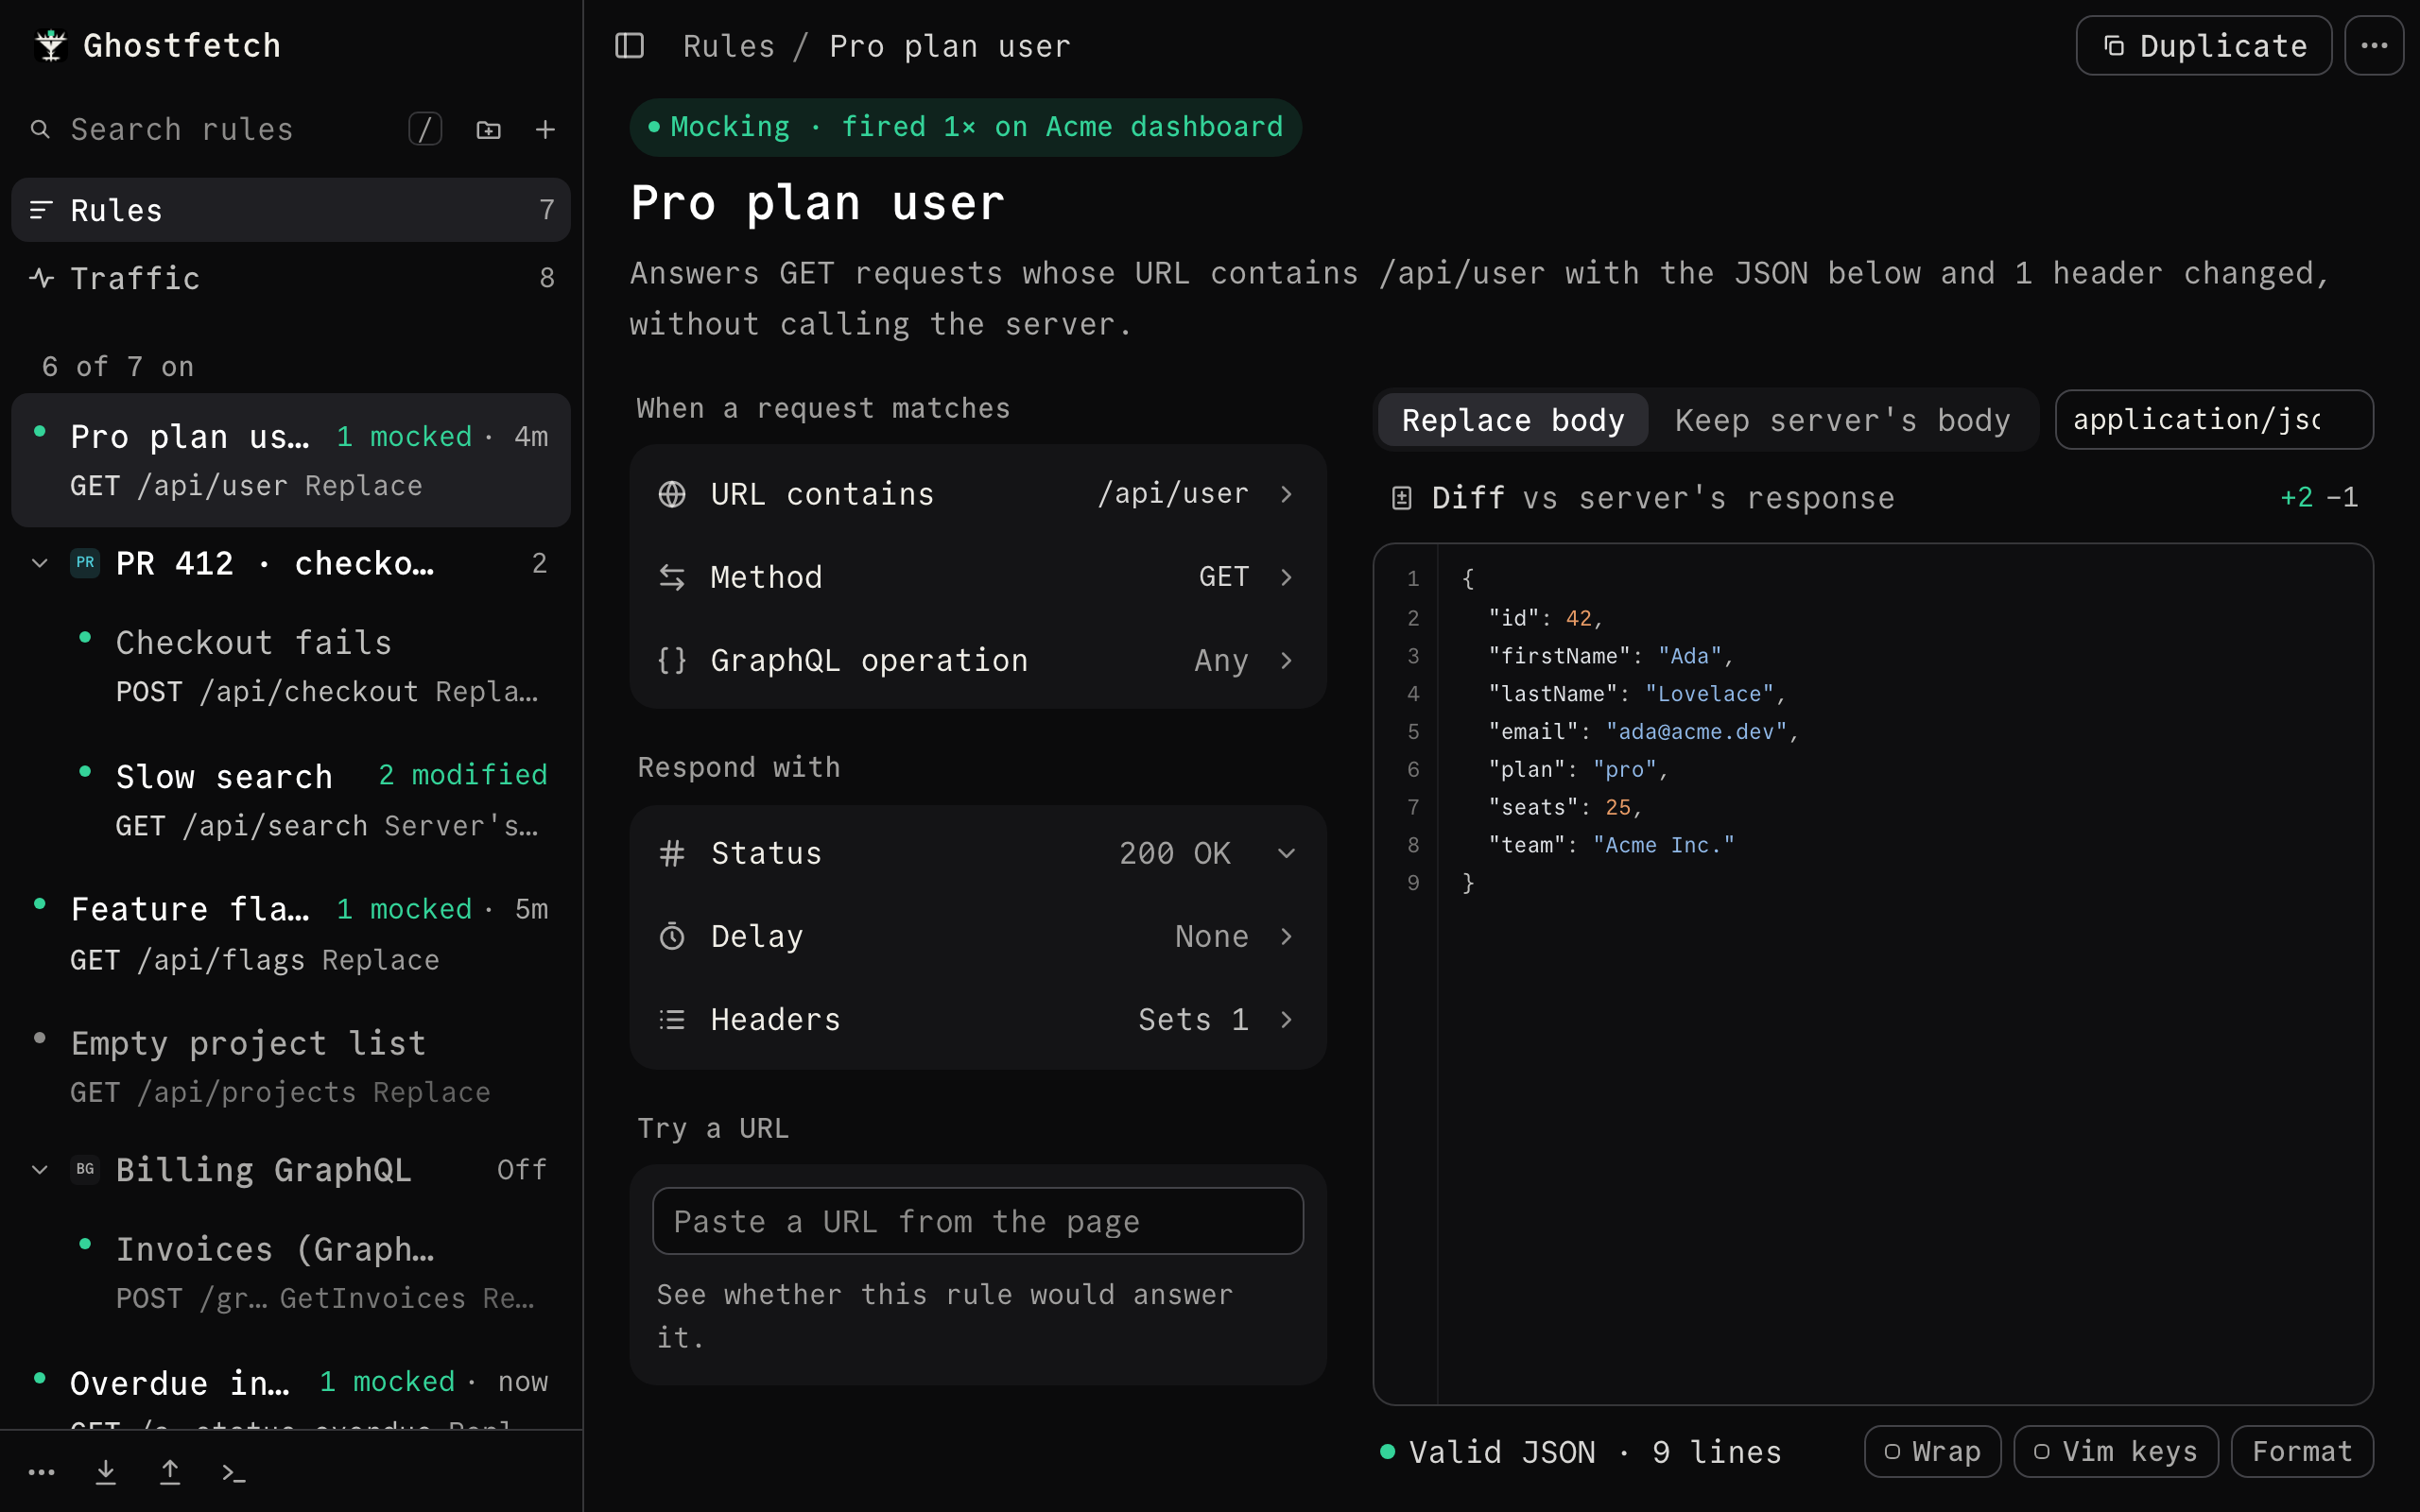 Ghostfetch
Search rules /
Rules 7
Traffic 8
6 of 7 on
Pro plan us… 1 mocked · 4m
GET /api/user Replace
PR PR 412 · checko… 2
Checkout fails
POST /api/checkout Repla…
Slow search 2 modified
GET /api/search Server's…
Feature fla… 1 mocked · 5m
GET /api/flags Replace
Empty project list
GET /api/projects Replace
BG Billing GraphQL Off
Invoices (Graph…
POST /gr… GetInvoices Re…
Overdue in… 1 mocked · now
Rules / Pro plan user
Duplicate
Mocking · fired 1× on Acme dashboard
Pro plan user
Answers GET requests whose URL contains /api/user with the JSON below and 1 header changed,
without calling the server.
When a request matches
URL contains /api/user
Method GET
GraphQL operation Any
Respond with
Status 200 OK
Delay None
Headers Sets 1
Try a URL
Paste a URL from the page
See whether this rule would answer
it.
Replace body Keep server's body application/jsc
Diff vs server's response +2 −1
1 {
2 "id": 42,
3 "firstName": "Ada",
4 "lastName": "Lovelace",
5 "email": "ada@acme.dev",
6 "plan": "pro",
7 "seats": 25,
8 "team": "Acme Inc."
9 }
Valid JSON · 9 lines
Wrap Vim keys Format